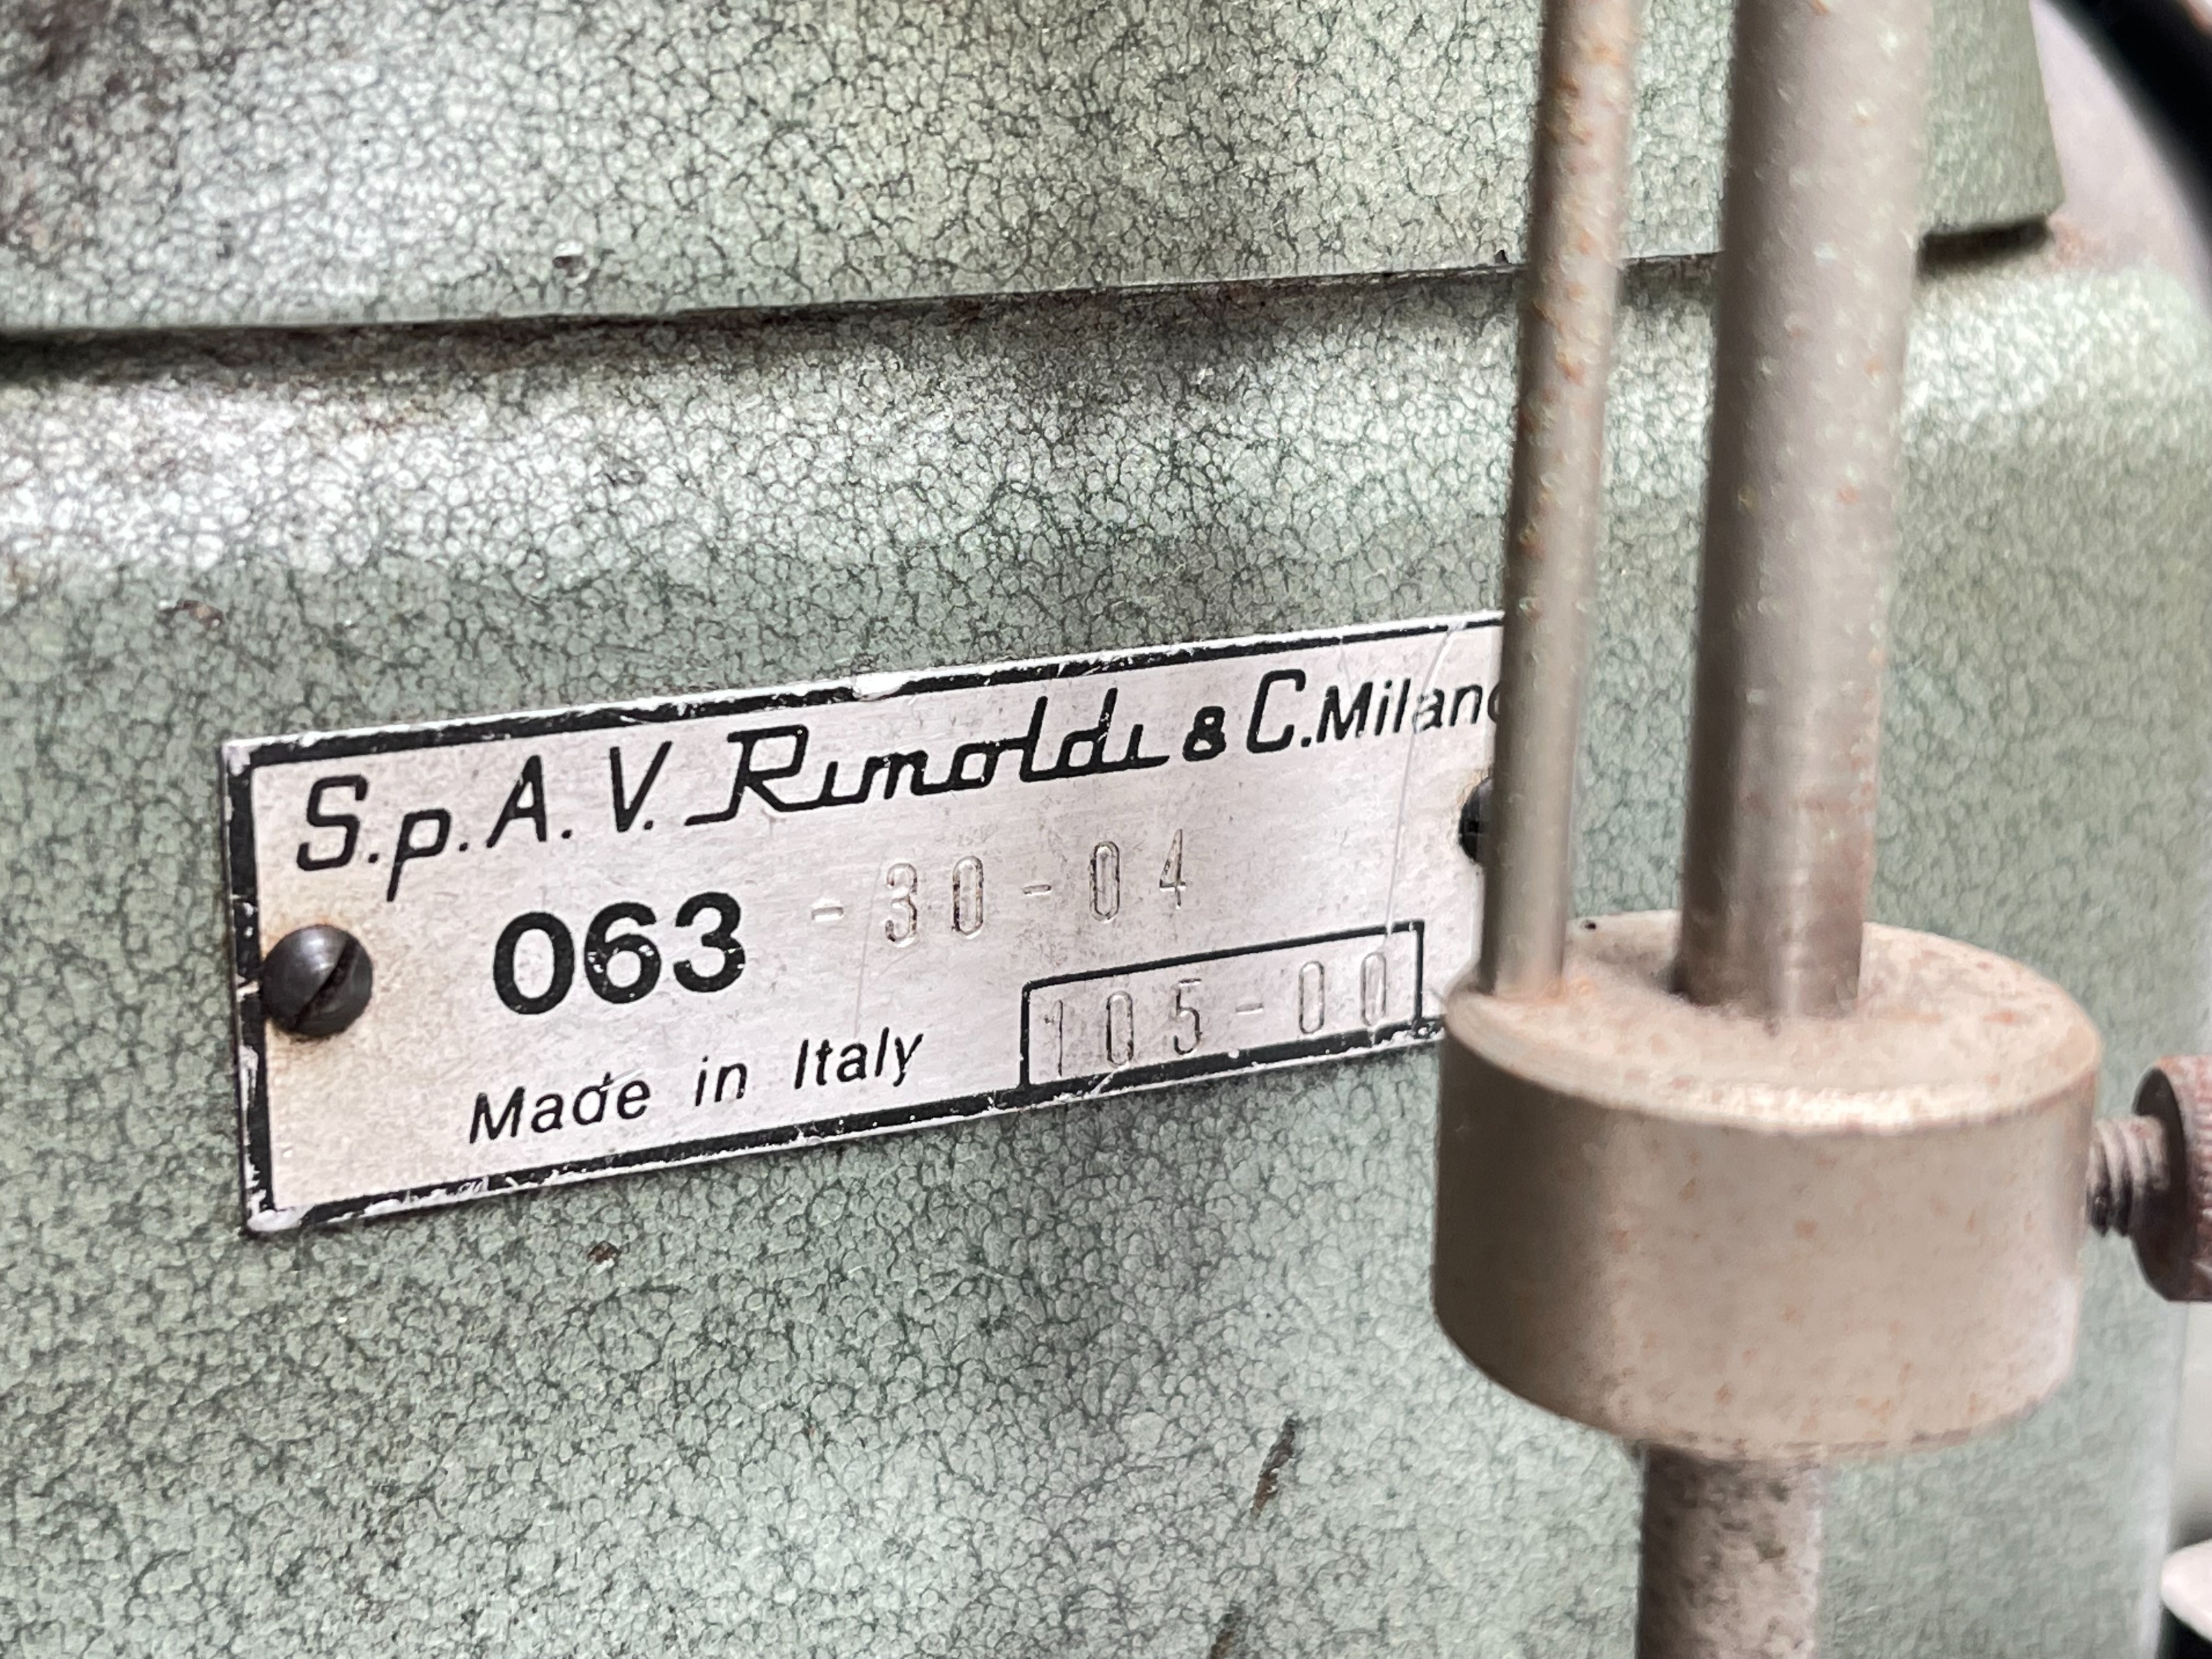 S.p.A. V. Rimoldi & C. Milano
063 - 30 - 04
105 - 00
Made in Italy